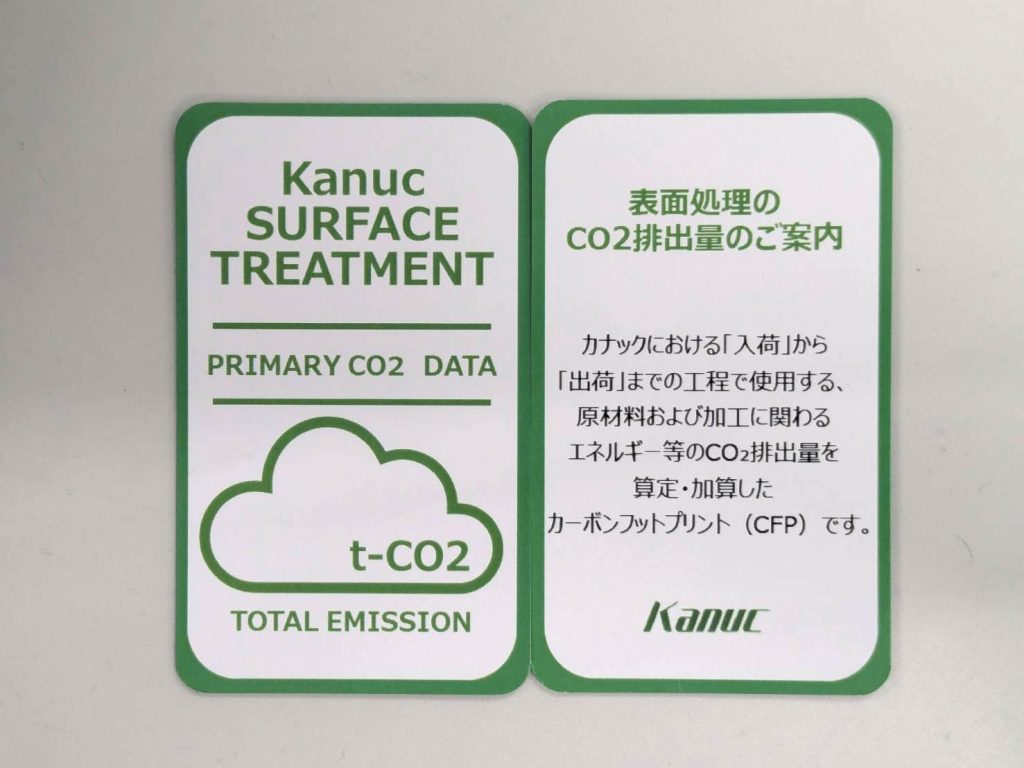 Kanuc
SURFACE
TREATMENT
PRIMARY CO2 DATA
t-CO2
TOTAL EMISSION
表面処理の
CO2排出量のご案内
カナックにおける「入荷」から
「出荷」までの工程で使用する、
原材料および加工に関わる
エネルギー等のCO₂排出量を
算定・加算した
カーボンフットプリント（CFP）です。
Kanuc